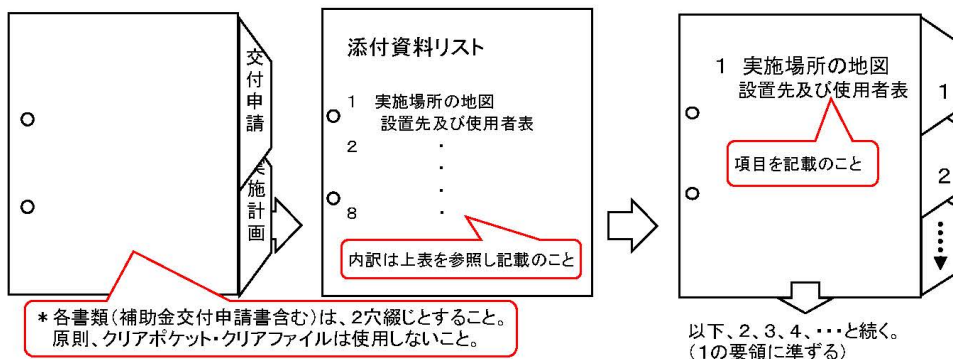 交付申請
実施計画
*各書類(補助金交付申請書含む)は、2穴綴じとすること。
原則、クリアポケット・クリアファイルは使用しないこと。
添付資料リスト
1 実施場所の地図
設置先及び使用者表
2 ・
・
・
8 ・
内訳は上表を参照し記載のこと
1 実施場所の地図
設置先及び使用者表
項目を記載のこと
1
2
以下、2、3、4、・・・と続く。
(1の要領に準ずる)